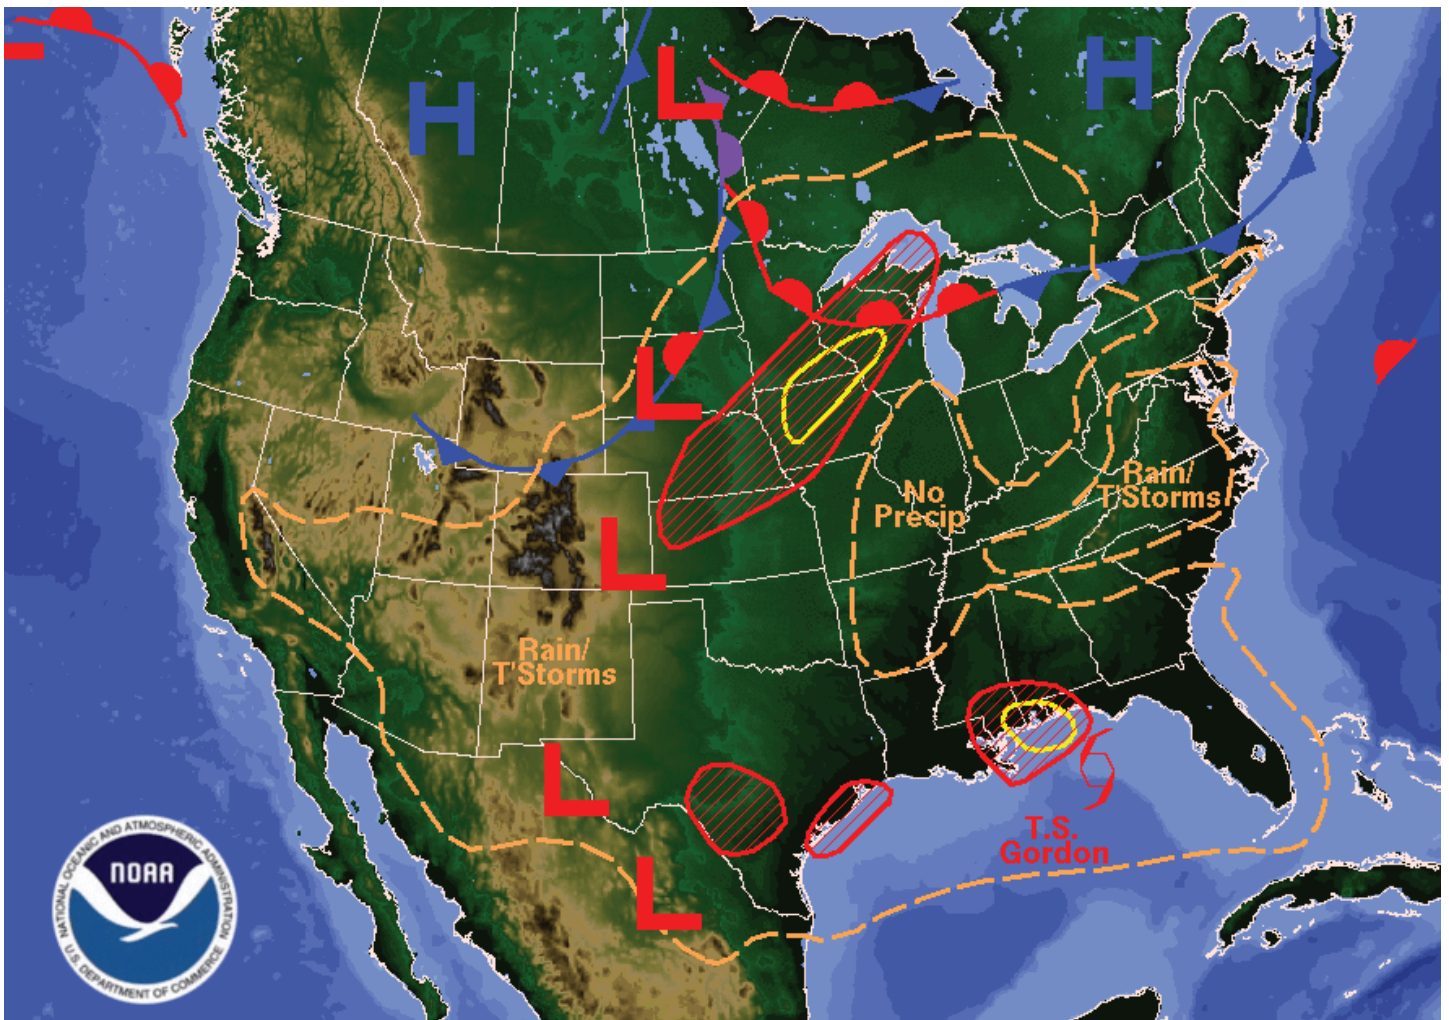 L
H
L
H
L
No
Precip
Rain/
T'Storms
L
Rain/
T'Storms
L
T.S.
Gordon
L
NATIONAL OCEANIC AND ATMOSPHERIC ADMINISTRATION
NOAA
U.S. DEPARTMENT OF COMMERCE